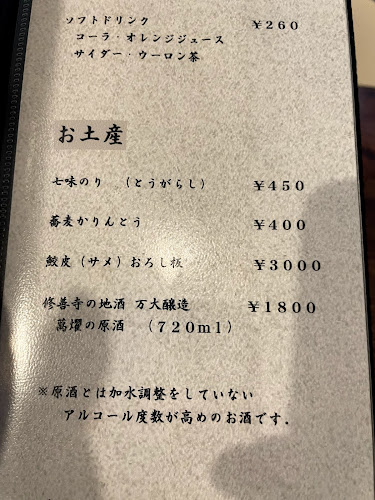 ソフトドリンク ￥260
コーラ・オレンジジュース
サイダー・ウーロン茶
お土産
七味のり （とうがらし） ￥450
蕎麦かりんとう ￥400
鮫皮（サメ）おろし板 ￥3000
修善寺の地酒 万大醸造 ￥1800
萬燿の原酒 （720ml）
※原酒とは加水調整をしていない
アルコール度数が高めのお酒です．